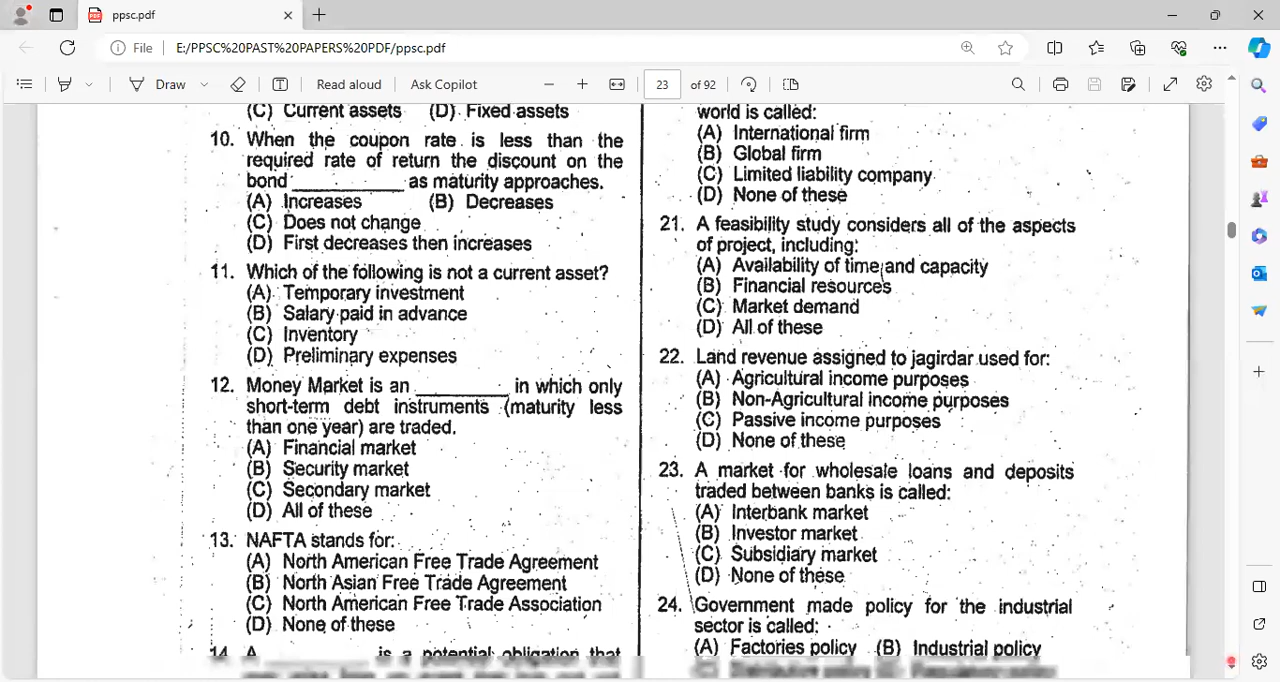 ppsc.pdf
File
E:/PPSC%20PAST%20PAPERS%20PDF/ppsc.pdf
Draw
Read aloud
Ask Copilot
23
of 92
(C) Current assets (D) Fixed assets
10. When the coupon rate is less than the
required rate of return the discount on the
bond __________ as maturity approaches.
(A) Increases (B) Decreases
(C) Does not change
(D) First decreases then increases
11. Which of the following is not a current asset?
(A) Temporary investment
(B) Salary paid in advance
(C) Inventory
(D) Preliminary expenses
12. Money Market is an ________ in which only
short-term debt instruments (maturity less
than one year) are traded.
(A) Financial market
(B) Security market
(C) Secondary market
(D) All of these
13. NAFTA stands for:
(A) North American Free Trade Agreement
(B) North Asian Free Trade Agreement
(C) North American Free Trade Association
(D) None of these
14. A ________ is a potential obligation that
world is called:
(A) International firm
(B) Global firm
(C) Limited liability company
(D) None of these
21. A feasibility study considers all of the aspects
of project, including:
(A) Availability of time and capacity
(B) Financial resources
(C) Market demand
(D) All of these
22. Land revenue assigned to jagirdar used for:
(A) Agricultural income purposes
(B) Non-Agricultural income purposes
(C) Passive income purposes
(D) None of these
23. A market for wholesale loans and deposits
traded between banks is called:
(A) Interbank market
(B) Investor market
(C) Subsidiary market
(D) None of these
24. Government made policy for the industrial
sector is called:
(A) Factories policy (B) Industrial policy